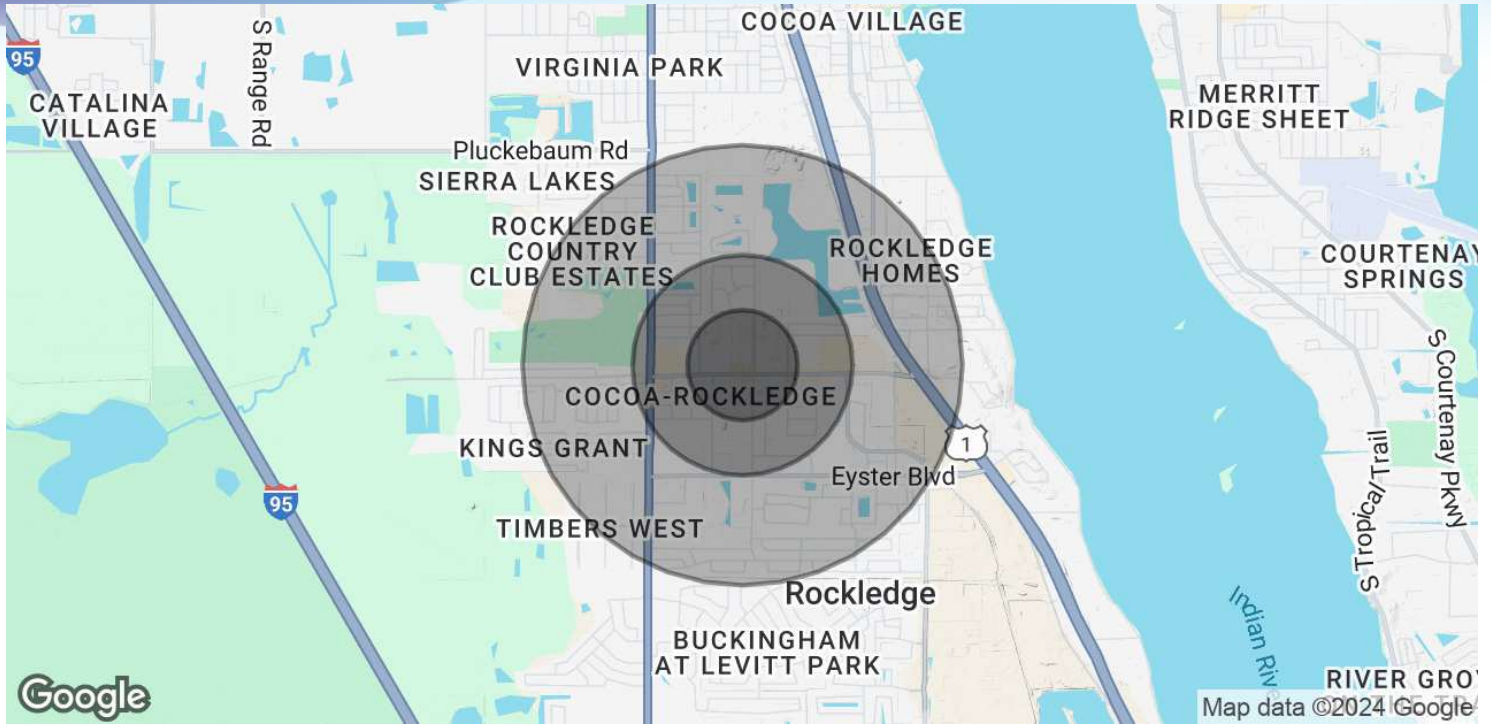 COCOA VILLAGE
95
S Range Rd
VIRGINIA PARK
CATALINA
VILLAGE
MERRITT
RIDGE SHEET
Pluckebaum Rd
SIERRA LAKES
ROCKLEDGE
COUNTRY
CLUB ESTATES
ROCKLEDGE
HOMES
COURTENAY
SPRINGS
S Courtenay Pkwy
COCOA-ROCKLEDGE
KINGS GRANT
1
S Tropical Trail
Eyster Blvd
95
TIMBERS WEST
Rockledge
Indian River
BUCKINGHAM
AT LEVITT PARK
RIVER GRO
Google
Map data ©2024 Google